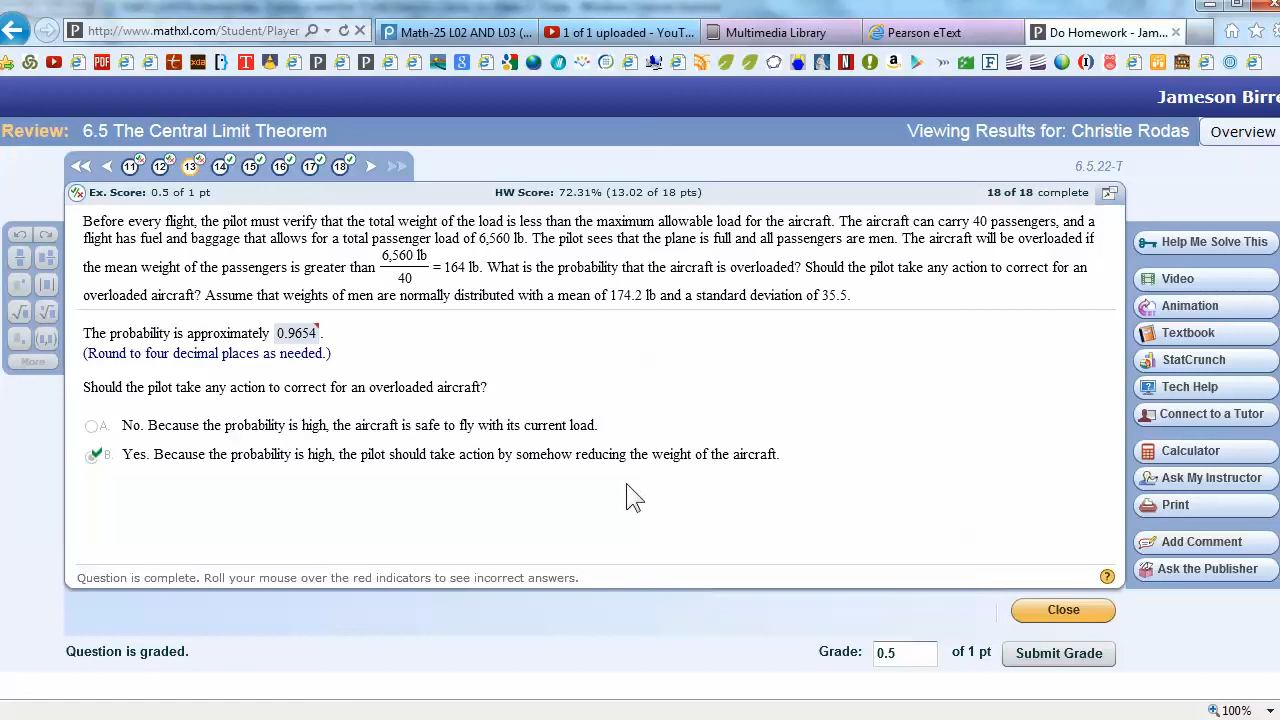 http://www.mathxl.com/Student/Player
Math-25 L02 AND L03 (...
1 of 1 uploaded - YouT...
Multimedia Library
Pearson eText
Do Homework - Jam...
Jameson Birre
Review: 6.5 The Central Limit Theorem
Viewing Results for: Christie Rodas
Overview
11 12 13 14 15 16 17 18
6.5.22-T
Ex. Score: 0.5 of 1 pt
HW Score: 72.31% (13.02 of 18 pts)
18 of 18 complete
Before every flight, the pilot must verify that the total weight of the load is less than the maximum allowable load for the aircraft. The aircraft can carry 40 passengers, and a
flight has fuel and baggage that allows for a total passenger load of 6,560 lb. The pilot sees that the plane is full and all passengers are men. The aircraft will be overloaded if
6,560 lb
the mean weight of the passengers is greater than = 164 lb. What is the probability that the aircraft is overloaded? Should the pilot take any action to correct for an
40
overloaded aircraft? Assume that weights of men are normally distributed with a mean of 174.2 lb and a standard deviation of 35.5.
The probability is approximately 0.9654.
(Round to four decimal places as needed.)
Should the pilot take any action to correct for an overloaded aircraft?
A. No. Because the probability is high, the aircraft is safe to fly with its current load.
B. Yes. Because the probability is high, the pilot should take action by somehow reducing the weight of the aircraft.
Question is complete. Roll your mouse over the red indicators to see incorrect answers.
?
More
Help Me Solve This
Video
Animation
Textbook
StatCrunch
Tech Help
Connect to a Tutor
Calculator
Ask My Instructor
Print
Add Comment
Ask the Publisher
Close
Question is graded.
Grade: 0.5 of 1 pt
Submit Grade
100%